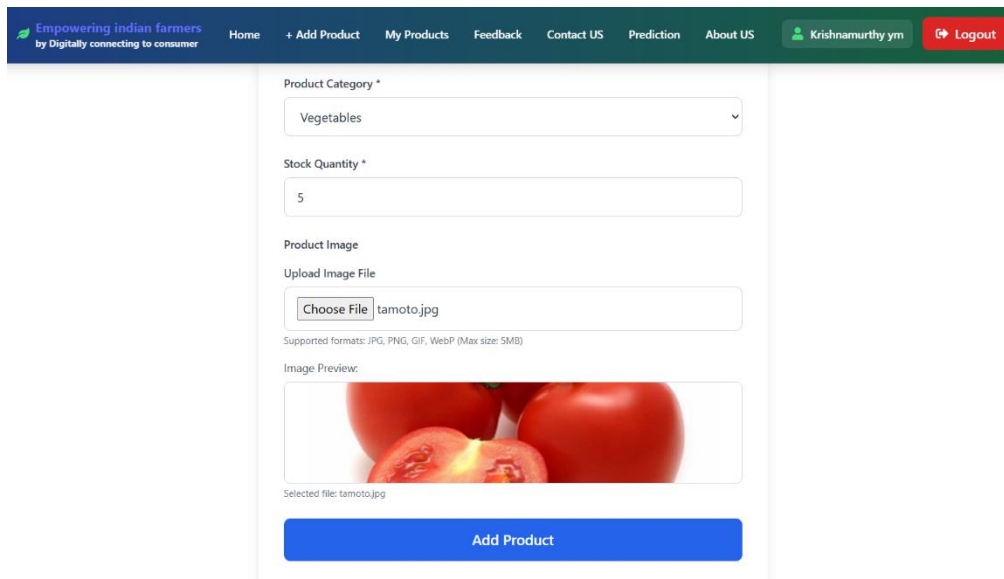 Empowering indian farmers
by Digitally connecting to consumer
Home + Add Product My Products Feedback Contact US Prediction About US Krishnamurthy ym Logout
Product Category *
Vegetables
Stock Quantity *
5
Product Image
Upload Image File
Choose File tamoto.jpg
Supported formats: JPG, PNG, GIF, WebP (Max size: 5MB)
Image Preview:
Selected file: tamoto.jpg
Add Product